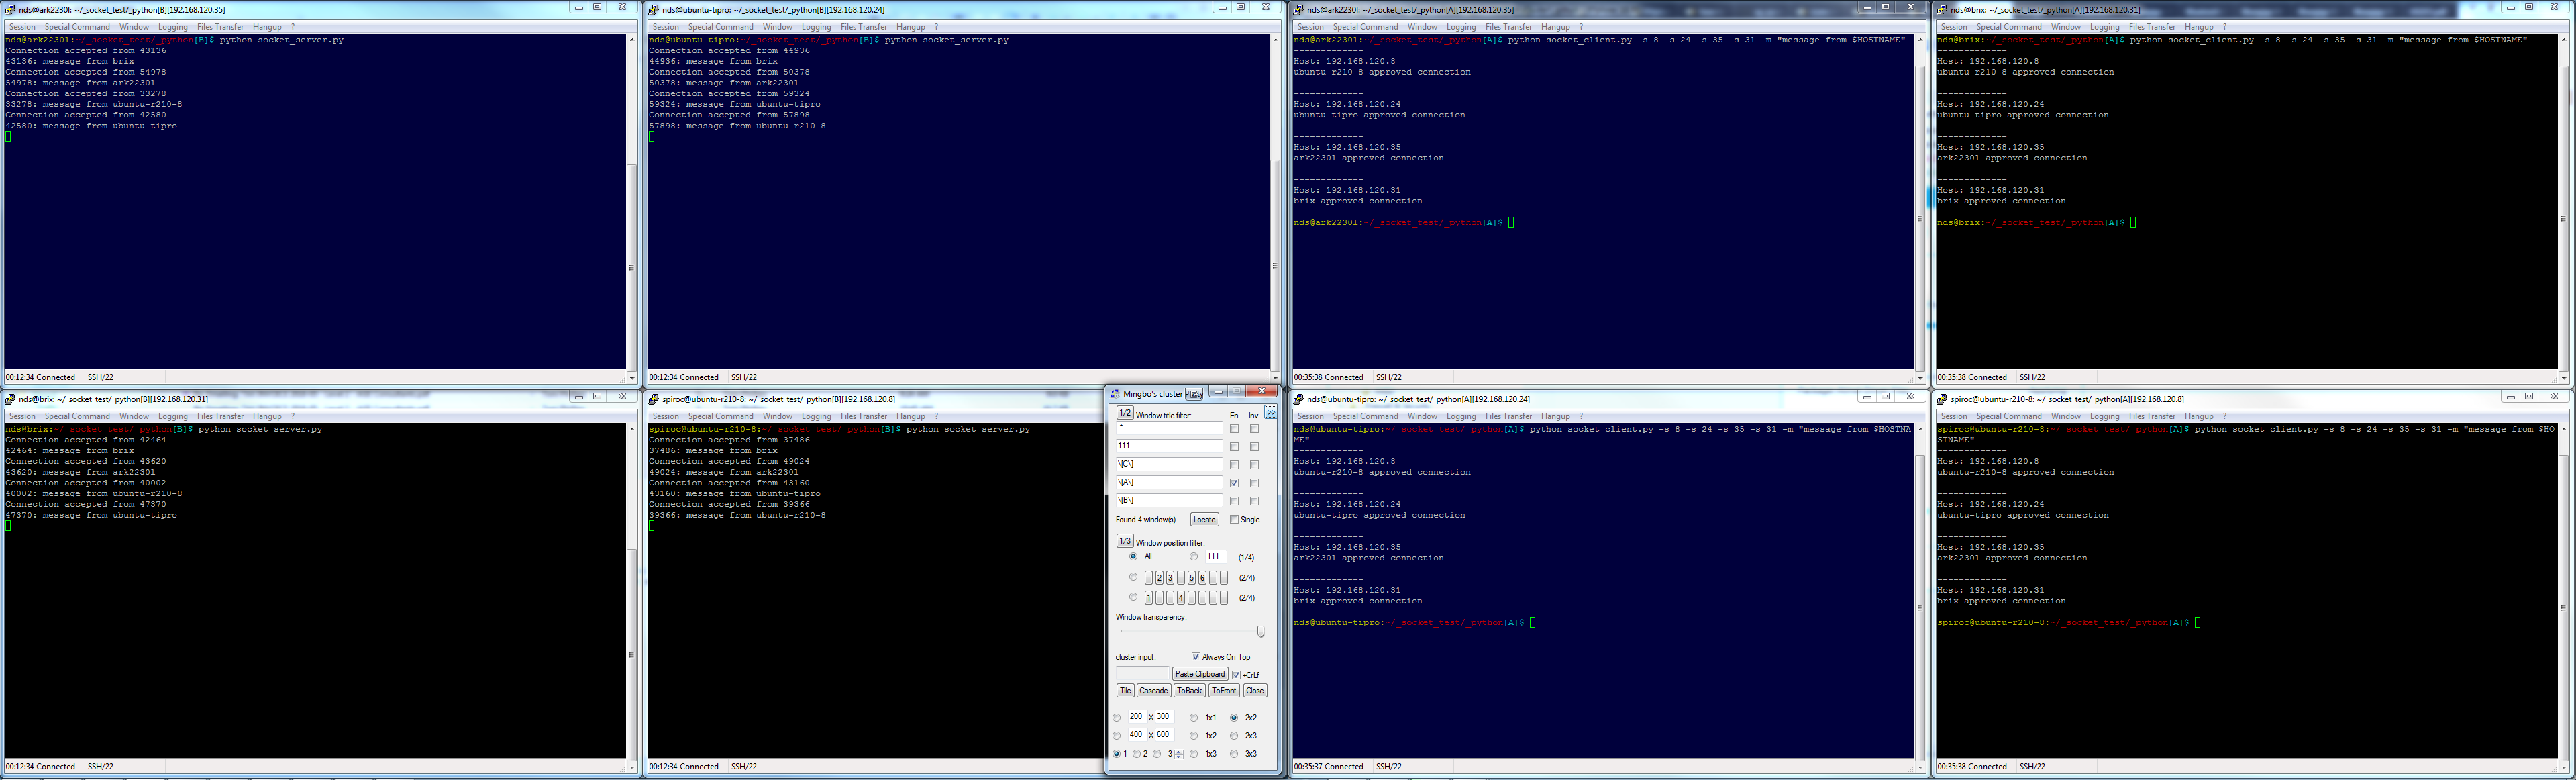 nds@ark2230l: ~/_socket_test/_python[B][192.168.120.35]
Session Special Command Window Logging Files Transfer Hangup ?
nds@ark2230l:~/_socket_test/_python[B]$ python socket_server.py
Connection accepted from 43136
43136: message from brix
Connection accepted from 54978
54978: message from ark2230l
Connection accepted from 33278
33278: message from ubuntu-r210-8
Connection accepted from 42580
42580: message from ubuntu-tipro
00:12:34 Connected SSH/22
nds@ubuntu-tipro: ~/_socket_test/_python[B][192.168.120.24]
Session Special Command Window Logging Files Transfer Hangup ?
nds@ubuntu-tipro:~/_socket_test/_python[B]$ python socket_server.py
Connection accepted from 44936
44936: message from brix
Connection accepted from 50378
50378: message from ark2230l
Connection accepted from 59324
59324: message from ubuntu-tipro
Connection accepted from 57898
57898: message from ubuntu-r210-8
00:12:34 Connected SSH/22
nds@ark2230l: ~/_socket_test/_python[A][192.168.120.35]
Session Special Command Window Logging Files Transfer Hangup ?
nds@ark2230l:~/_socket_test/_python[A]$ python socket_client.py -s 8 -s 24 -s 35 -s 31 -m "message from $HOSTNAME"
-------------
Host: 192.168.120.8
ubuntu-r210-8 approved connection
-------------
Host: 192.168.120.24
ubuntu-tipro approved connection
-------------
Host: 192.168.120.35
ark2230l approved connection
-------------
Host: 192.168.120.31
brix approved connection
nds@ark2230l:~/_socket_test/_python[A]$
00:35:38 Connected SSH/22
nds@brix: ~/_socket_test/_python[A][192.168.120.31]
Session Special Command Window Logging Files Transfer Hangup ?
nds@brix:~/_socket_test/_python[A]$ python socket_client.py -s 8 -s 24 -s 35 -s 31 -m "message from $HOSTNAME"
-------------
Host: 192.168.120.8
ubuntu-r210-8 approved connection
-------------
Host: 192.168.120.24
ubuntu-tipro approved connection
-------------
Host: 192.168.120.35
ark2230l approved connection
-------------
Host: 192.168.120.31
brix approved connection
nds@brix:~/_socket_test/_python[A]$
00:35:38 Connected SSH/22
nds@brix: ~/_socket_test/_python[B][192.168.120.31]
Session Special Command Window Logging Files Transfer Hangup ?
nds@brix:~/_socket_test/_python[B]$ python socket_server.py
Connection accepted from 42464
42464: message from brix
Connection accepted from 43620
43620: message from ark2230l
Connection accepted from 40002
40002: message from ubuntu-r210-8
Connection accepted from 47370
47370: message from ubuntu-tipro
00:12:34 Connected SSH/22
spiroc@ubuntu-r210-8: ~/_socket_test/_python[B][192.168.120.8]
Session Special Command Window Logging Files Transfer Hangup ?
spiroc@ubuntu-r210-8:~/_socket_test/_python[B]$ python socket_server.py
Connection accepted from 37486
37486: message from brix
Connection accepted from 49024
49024: message from ark2230l
Connection accepted from 43160
43160: message from ubuntu-tipro
Connection accepted from 39366
39366: message from ubuntu-r210-8
00:12:34 Connected SSH/22
Mingbo's cluster
1/2 Window title filter: En Inv >>
.*
111
\[C\]
\[A\]
\[B\]
Found 4 window(s) Locate Single
1/3 Window position filter:
All 111 (1/4)
2 3 5 6 (2/4)
1 4 (2/4)
Window transparency:
cluster input: Always On Top
Paste Clipboard +CrLf
Tile Cascade ToBack ToFront Close
200 X 300 1x1 2x2
400 X 600 1x2 2x3
1 2 3 1x3 3x3
nds@ubuntu-tipro: ~/_socket_test/_python[A][192.168.120.24]
Session Special Command Window Logging Files Transfer Hangup ?
nds@ubuntu-tipro:~/_socket_test/_python[A]$ python socket_client.py -s 8 -s 24 -s 35 -s 31 -m "message from $HOSTNA
ME"
-------------
Host: 192.168.120.8
ubuntu-r210-8 approved connection
-------------
Host: 192.168.120.24
ubuntu-tipro approved connection
-------------
Host: 192.168.120.35
ark2230l approved connection
-------------
Host: 192.168.120.31
brix approved connection
nds@ubuntu-tipro:~/_socket_test/_python[A]$
00:35:37 Connected SSH/22
spiroc@ubuntu-r210-8: ~/_socket_test/_python[A][192.168.120.8]
Session Special Command Window Logging Files Transfer Hangup ?
spiroc@ubuntu-r210-8:~/_socket_test/_python[A]$ python socket_client.py -s 8 -s 24 -s 35 -s 31 -m "message from $HO
STNAME"
-------------
Host: 192.168.120.8
ubuntu-r210-8 approved connection
-------------
Host: 192.168.120.24
ubuntu-tipro approved connection
-------------
Host: 192.168.120.35
ark2230l approved connection
-------------
Host: 192.168.120.31
brix approved connection
spiroc@ubuntu-r210-8:~/_socket_test/_python[A]$
00:35:38 Connected SSH/22